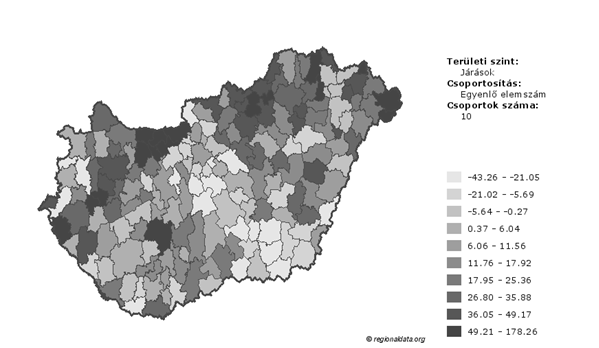 Területi szint:
Járások
Csoportosítás:
Egyenlő elemszám
Csoportok száma:
10
-43.26 – -21.05
-21.02 – -5.69
-5.64 – -0.27
0.37 – 6.04
6.06 – 11.56
11.76 – 17.92
17.95 – 25.36
26.80 – 35.88
36.05 – 49.17
49.21 – 178.26
© regionaldata.org